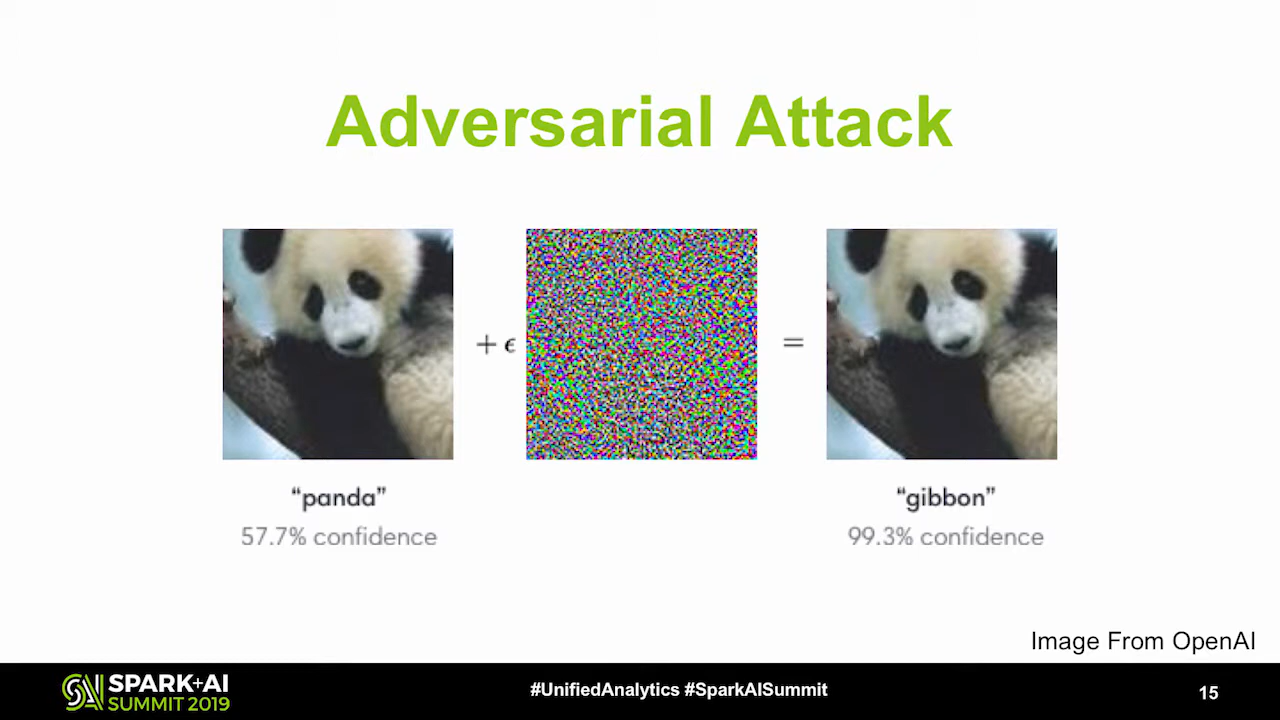 Adversarial Attack
+ ϵ
=
“panda”
57.7% confidence
“gibbon”
99.3% confidence
Image From OpenAI
SPARK+AI
SUMMIT 2019
#UnifiedAnalytics #SparkAISummit
15